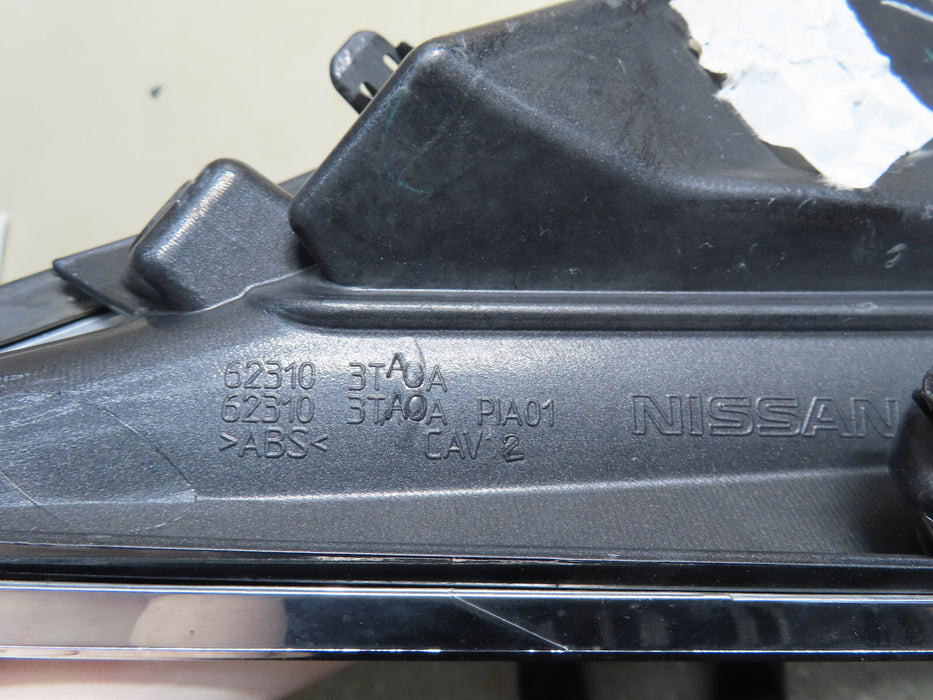 62310 3TA0A
62310 3TA0A PIA01
>ABS< CAV 2
NISSAN